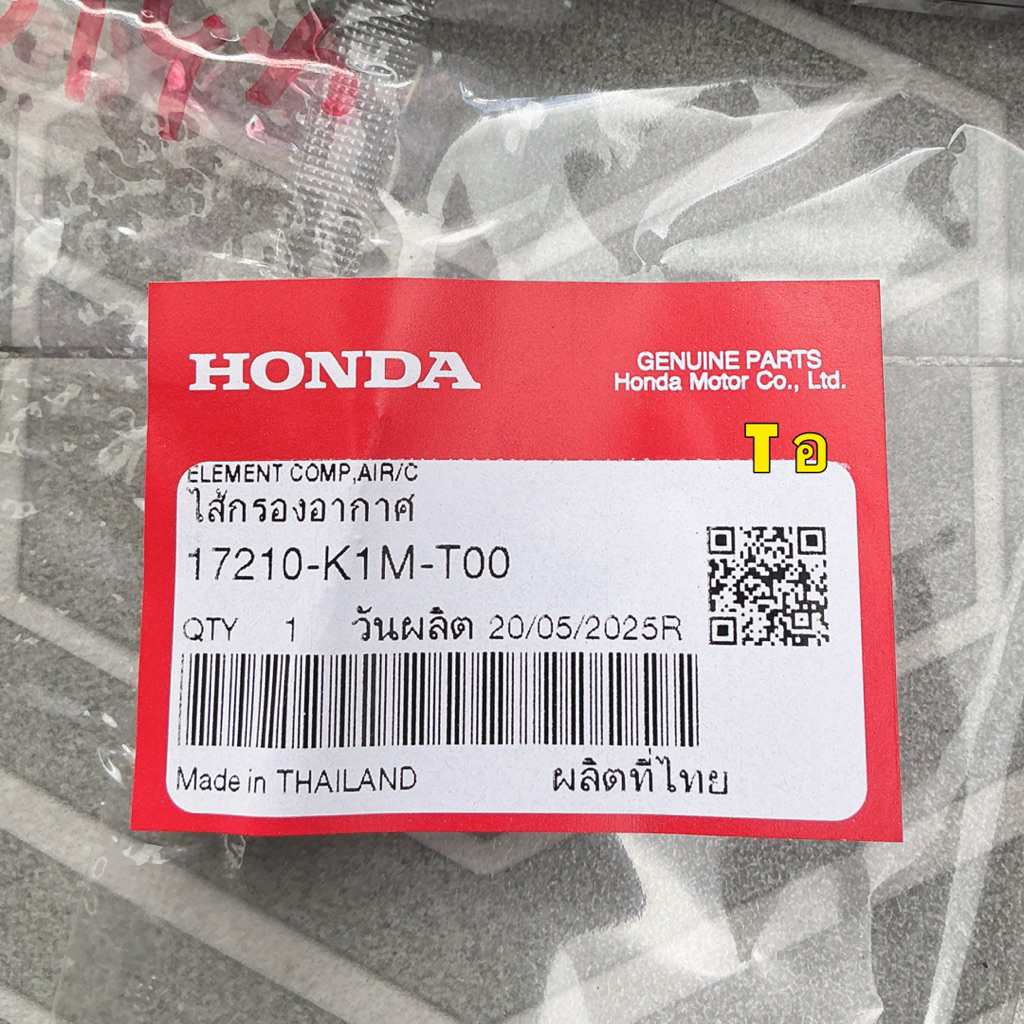 HONDA
GENUINE PARTS
Honda Motor Co., Ltd.
T อ
ELEMENT COMP,AIR/C
ไส้กรองอากาศ
17210-K1M-T00
QTY 1 วันผลิต 20/05/2025R
Made in THAILAND ผลิตที่ไทย